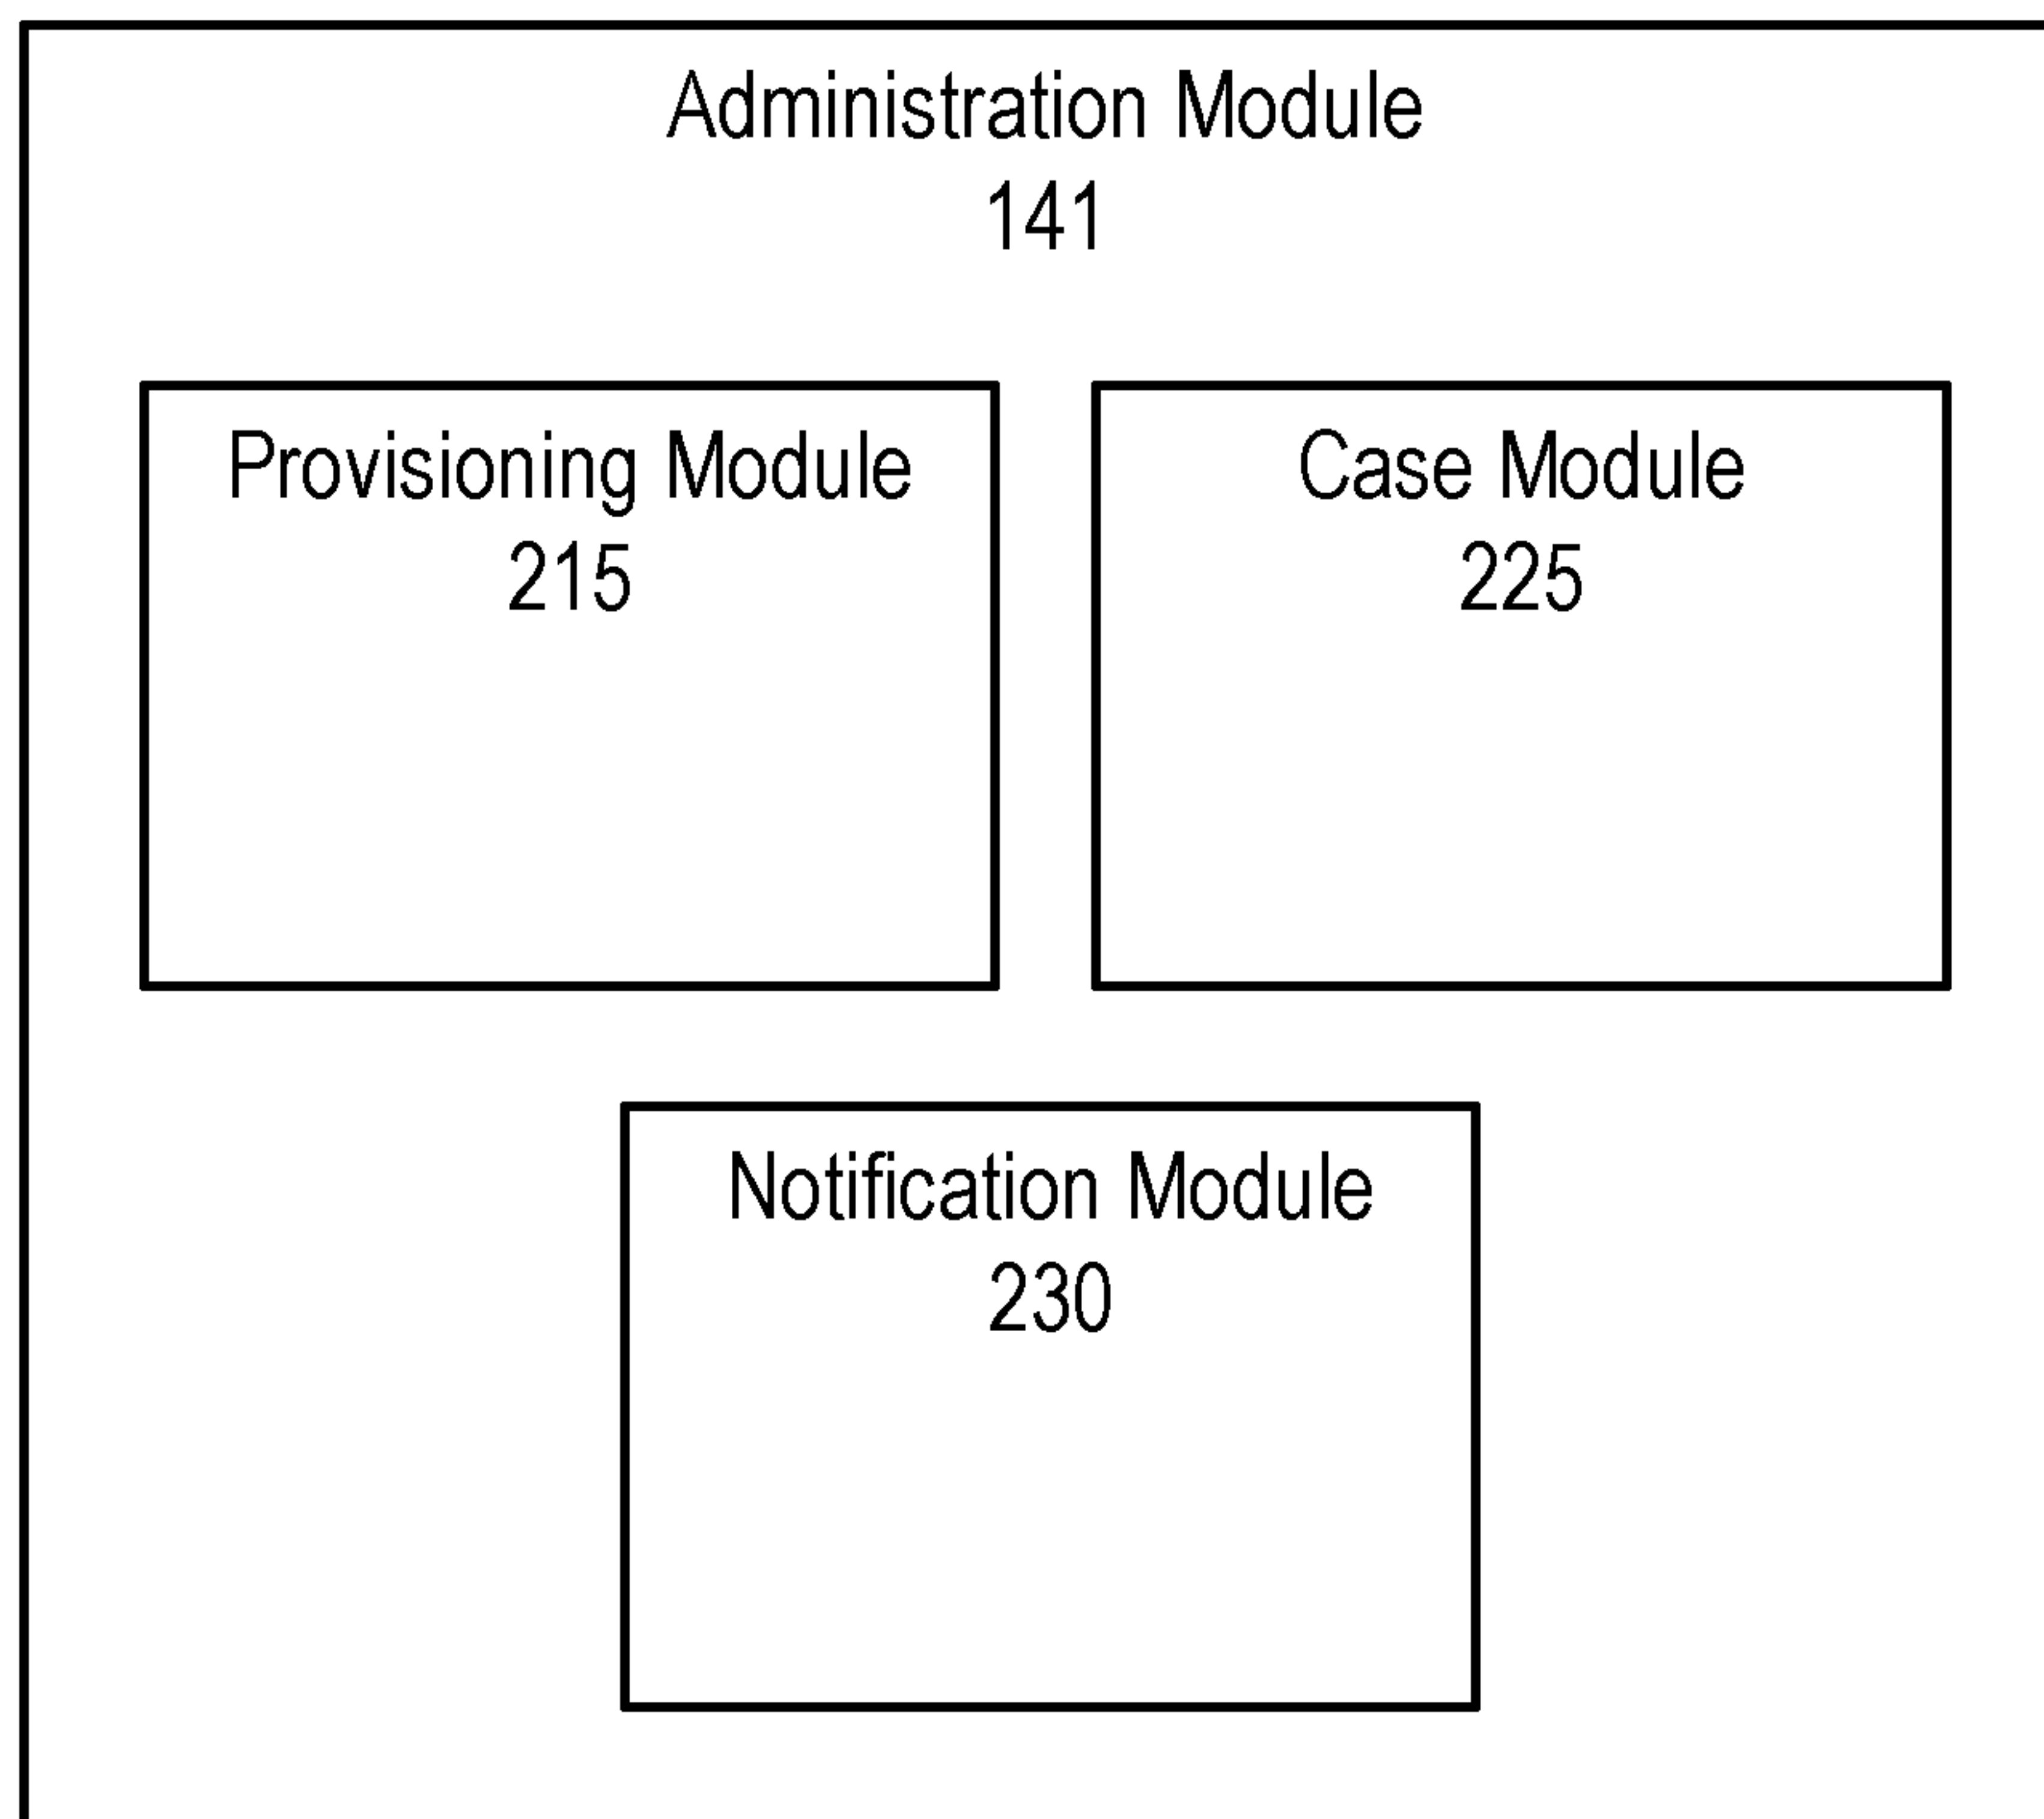 Administration Module
141
Provisioning Module
215
Case Module
225
Notification Module
230